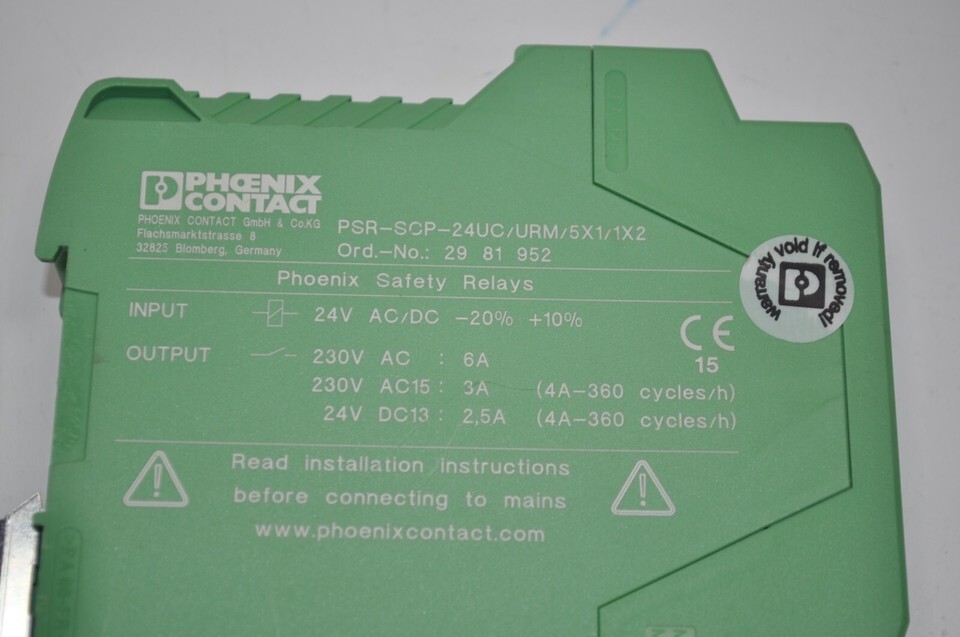 PHŒNIX
CONTACT
PHOENIX CONTACT GmbH & Co.KG
Flachsmarktstrasse 8
32825 Blomberg, Germany
PSR-SCP-24UC/URM/5X1/1X2
Ord.-No.: 29 81 952
Phoenix Safety Relays
INPUT 24V AC/DC -20% +10%
OUTPUT 230V AC : 6A
230V AC15 : 3A (4A-360 cycles/h)
24V DC13 : 2,5A (4A-360 cycles/h)
CE
15
warranty void if removed!
Read installation instructions
before connecting to mains
www.phoenixcontact.com